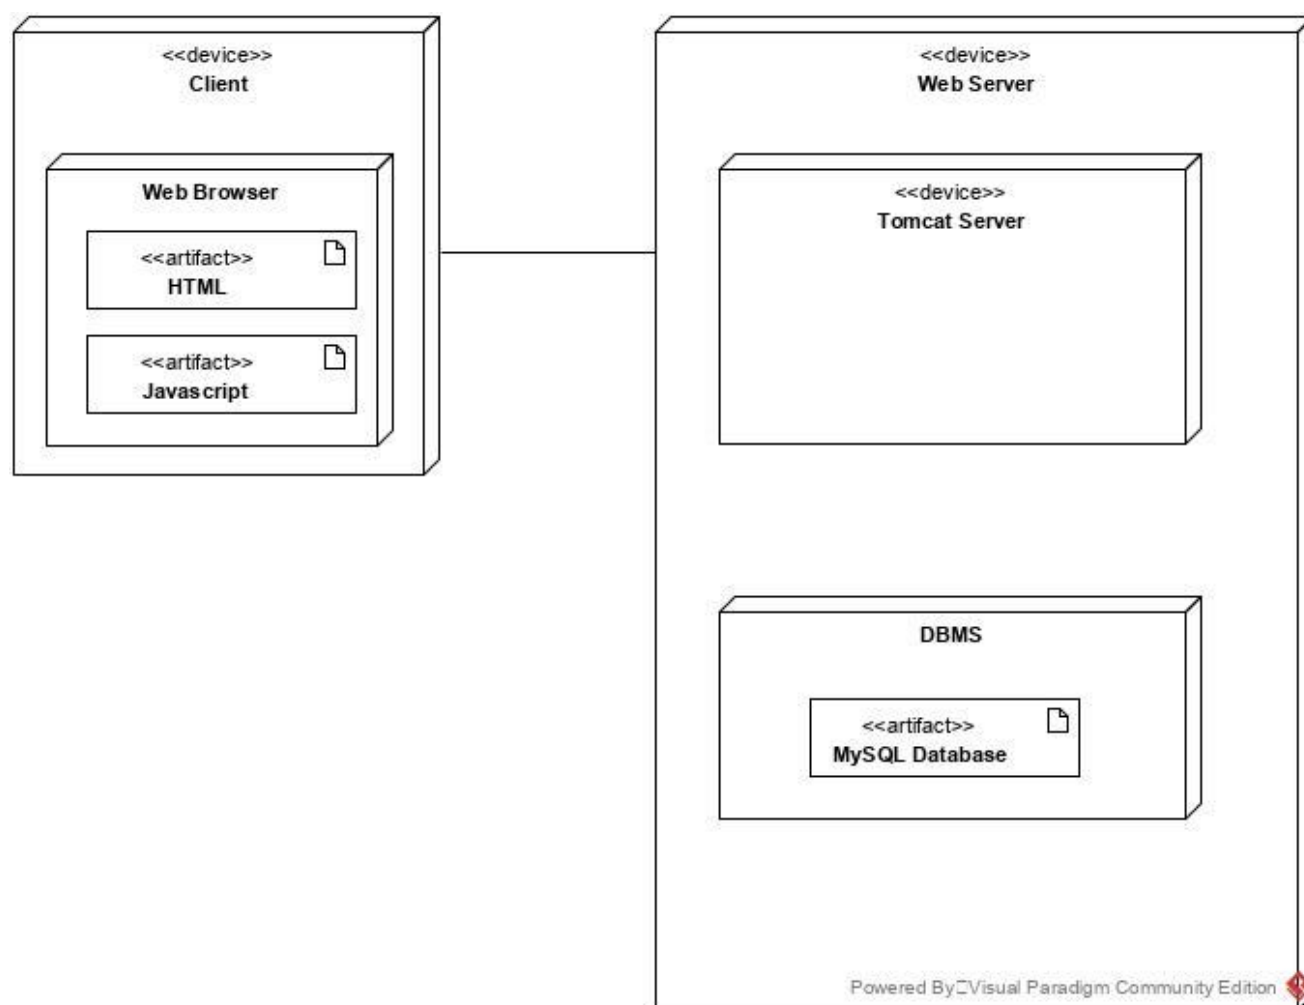 <<device>>
Client
Web Browser
<<artifact>>
HTML
<<artifact>>
Javascript
<<device>>
Web Server
<<device>>
Tomcat Server
DBMS
<<artifact>>
MySQL Database
Powered By Visual Paradigm Community Edition